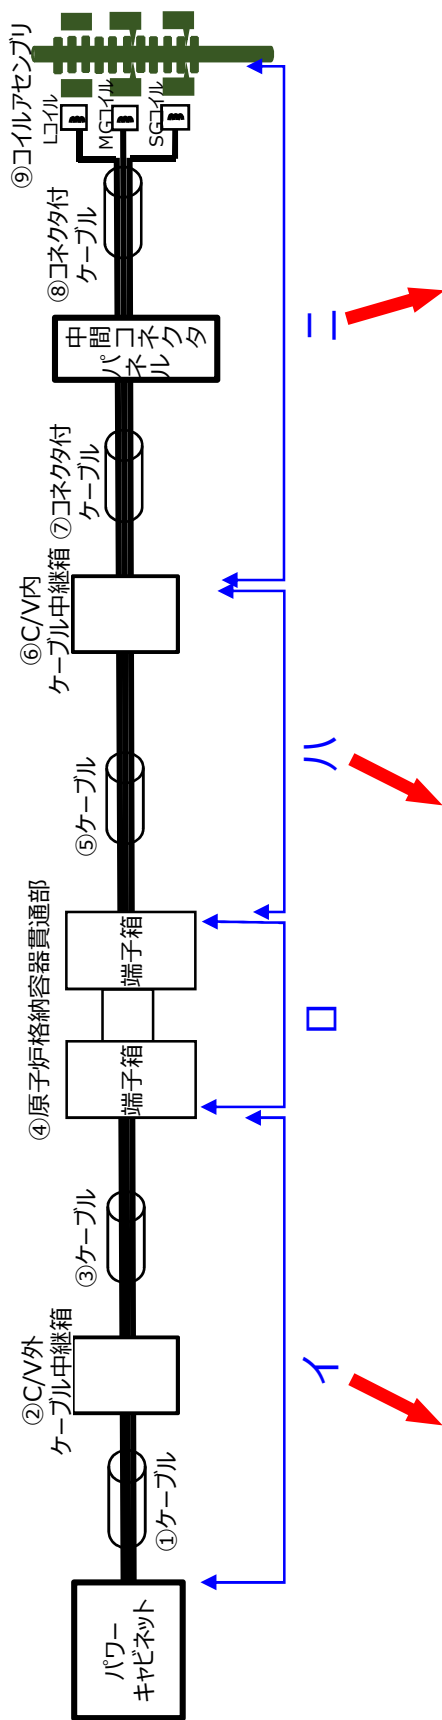 パワー
キャビネット
①ケーブル
②C/V外
ケーブル中継箱
③ケーブル
④原子炉格納容器貫通部
端子箱
端子箱
⑤ケーブル
⑥C/V内
ケーブル中継箱
⑦コネクタ付
ケーブル
中間コネクタ
パネル
⑧コネクタ付
ケーブル
⑨コイルアセンブリ
Lコイル
MGコイル
SGコイル
イ
ロ
ハ
ニ